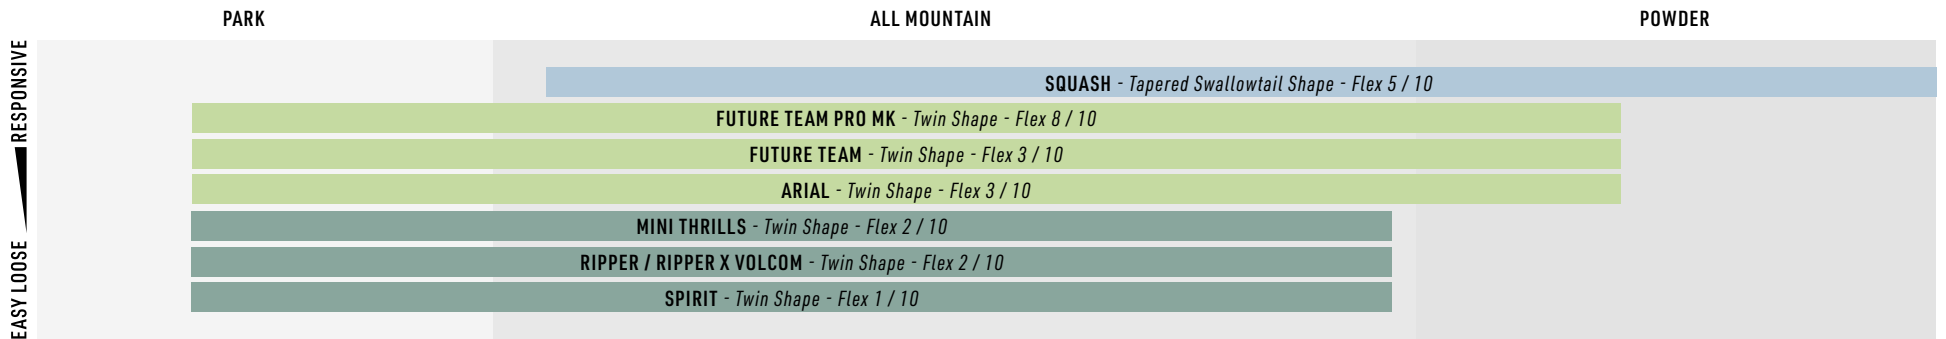 PARK ALL MOUNTAIN POWDER
RESPONSIVE
EASY LOOSE
SQUASH - Tapered Swallowtail Shape - Flex 5 / 10
FUTURE TEAM PRO MK - Twin Shape - Flex 8 / 10
FUTURE TEAM - Twin Shape - Flex 3 / 10
ARIAL - Twin Shape - Flex 3 / 10
MINI THRILLS - Twin Shape - Flex 2 / 10
RIPPER / RIPPER X VOLCOM - Twin Shape - Flex 2 / 10
SPIRIT - Twin Shape - Flex 1 / 10